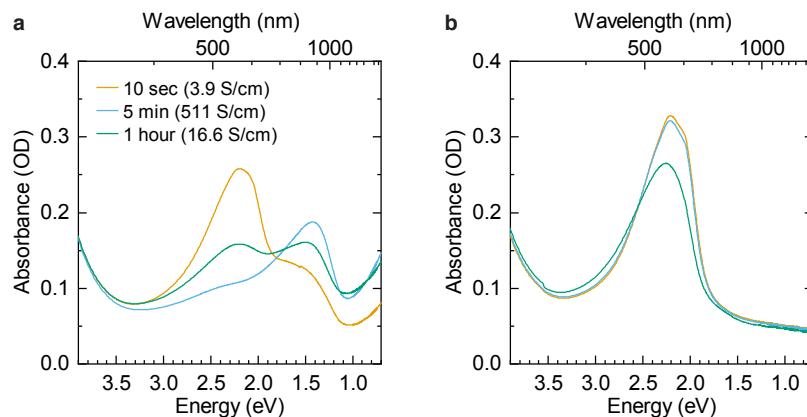 a
Wavelength (nm)
500 1000
0.4
0.3
0.2
0.1
0.0
Absorbance (OD)
10 sec (3.9 S/cm)
5 min (511 S/cm)
1 hour (16.6 S/cm)
3.5 3.0 2.5 2.0 1.5 1.0
Energy (eV)
b
Wavelength (nm)
500 1000
0.4
0.3
0.2
0.1
0.0
Absorbance (OD)
3.5 3.0 2.5 2.0 1.5 1.0
Energy (eV)